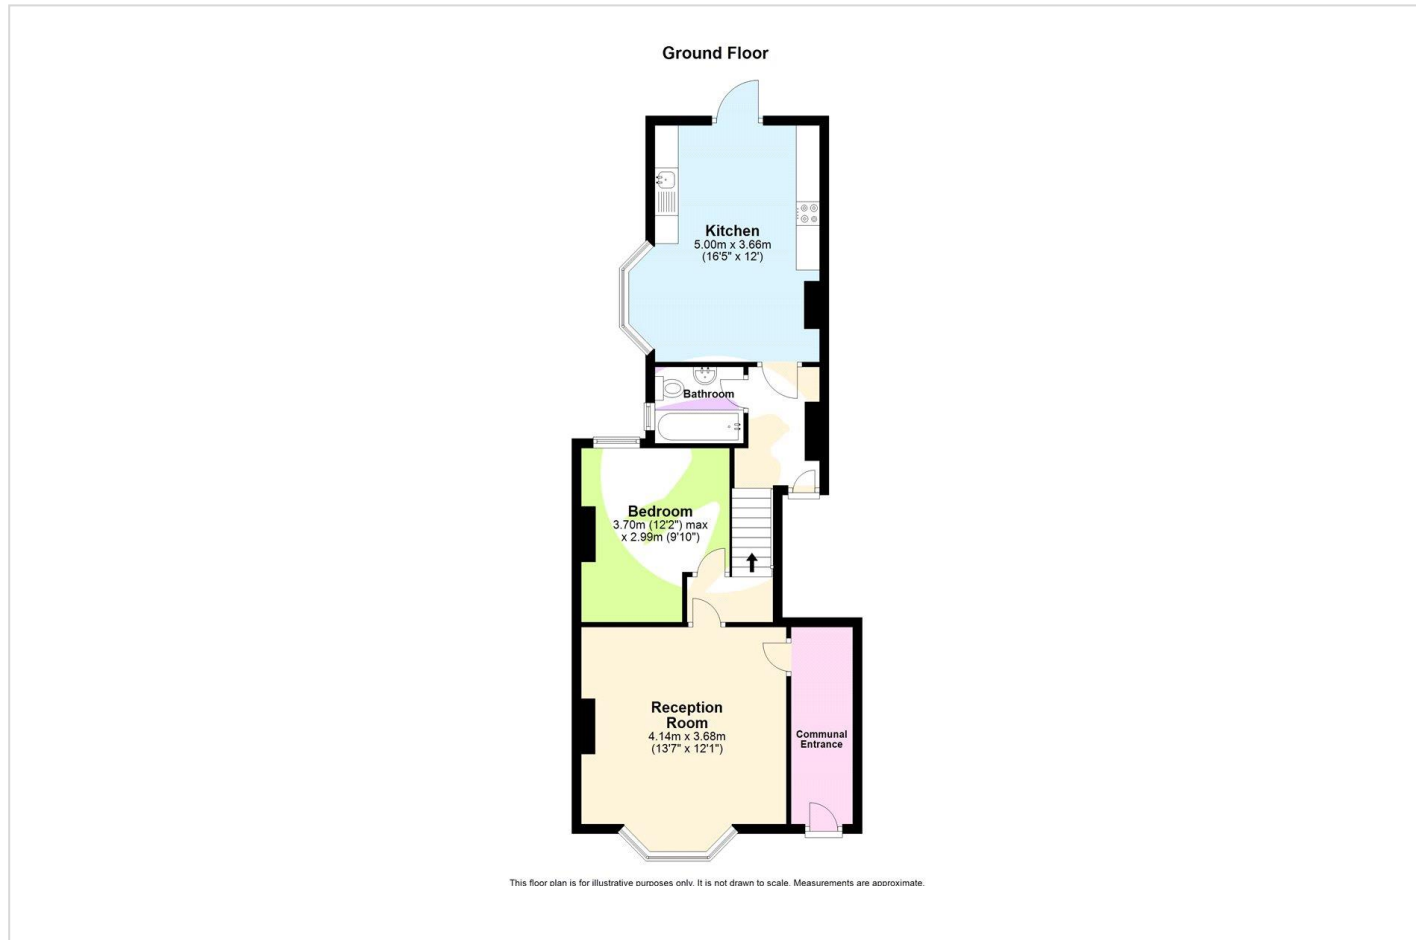 Ground Floor
Kitchen
5.00m x 3.66m
(16'5" x 12')
Bathroom
Bedroom
3.70m (12'2") max
x 2.99m (9'10")
Reception
Room
4.14m x 3.68m
(13'7" x 12'1")
Communal
Entrance
This floor plan is for illustrative purposes only. It is not drawn to scale. Measurements are approximate.